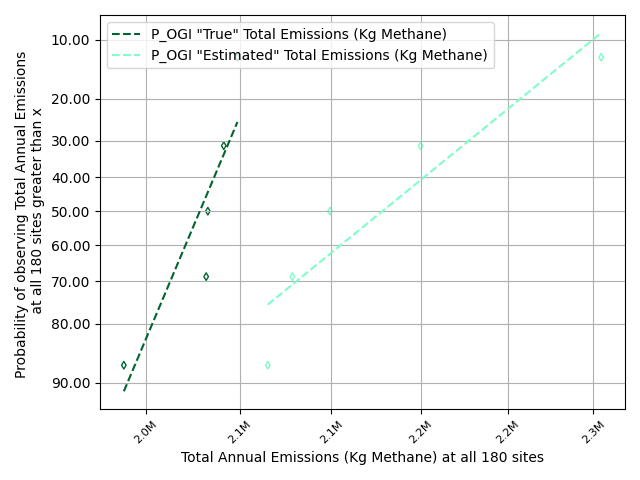 P_OGI "True" Total Emissions (Kg Methane)
P_OGI "Estimated" Total Emissions (Kg Methane)
Probability of observing Total Annual Emissions
at all 180 sites greater than x
10.00
20.00
30.00
40.00
50.00
60.00
70.00
80.00
90.00
2.0M
2.1M
2.1M
2.2M
2.2M
2.3M
Total Annual Emissions (Kg Methane) at all 180 sites